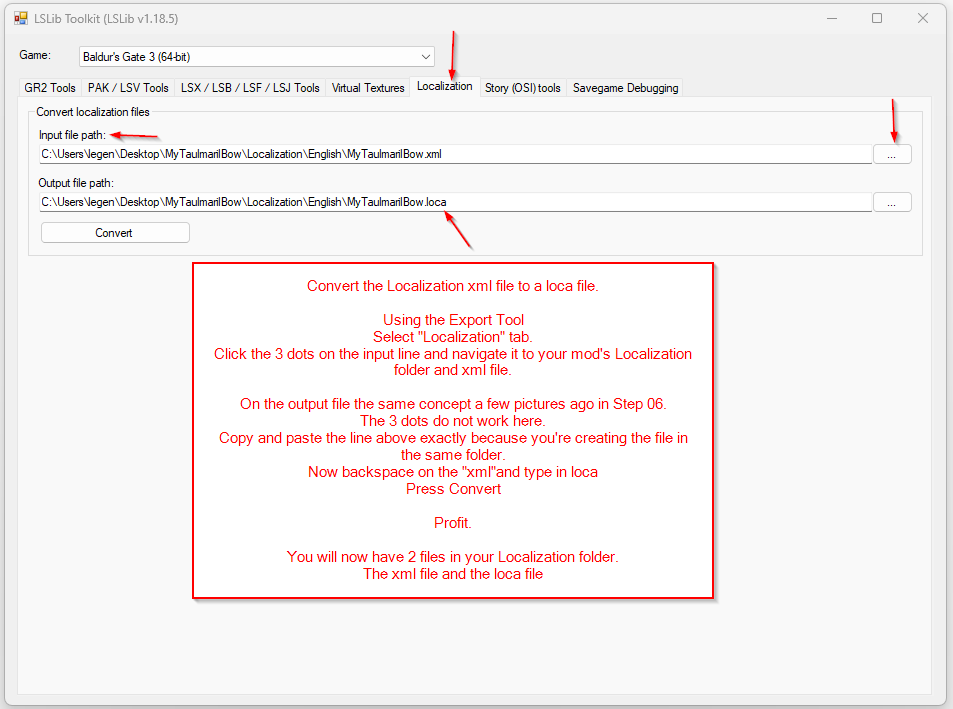 LSLib Toolkit (LSLib v1.18.5)
Game:
Baldur's Gate 3 (64-bit)
GR2 Tools
PAK / LSV Tools
LSX / LSB / LSF / LSJ Tools
Virtual Textures
Localization
Story (OSI) tools
Savegame Debugging
Convert localization files
Input file path:
C:\Users\legen\Desktop\MyTaulmarilBow\Localization\English\MyTaulmarilBow.xml
...
Output file path:
C:\Users\legen\Desktop\MyTaulmarilBow\Localization\English\MyTaulmarilBow.loca
...
Convert
Convert the Localization xml file to a loca file.
Using the Export Tool
Select "Localization" tab.
Click the 3 dots on the input line and navigate it to your mod's Localization
folder and xml file.
On the output file the same concept a few pictures ago in Step 06.
The 3 dots do not work here.
Copy and paste the line above exactly because you're creating the file in
the same folder.
Now backspace on the "xml"and type in loca
Press Convert
Profit.
You will now have 2 files in your Localization folder.
The xml file and the loca file